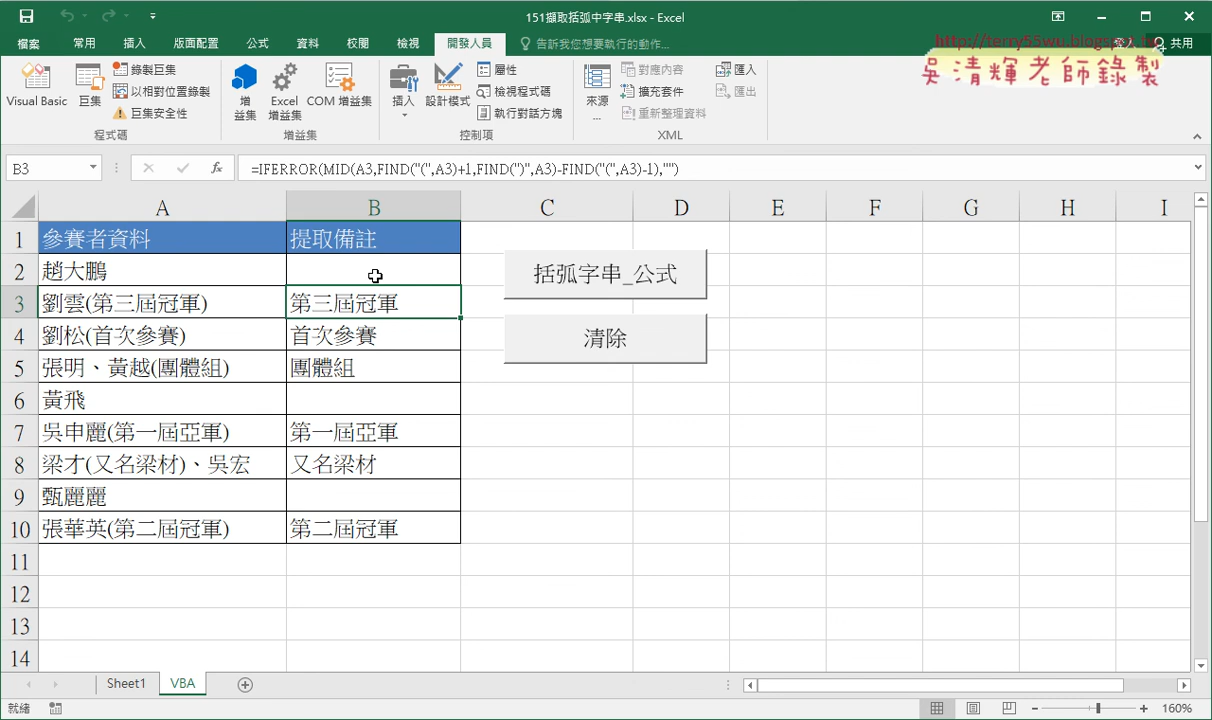 151擷取括弧中字串.xlsx - Excel
http://terry55wu.blogspot.tw
吳清輝老師錄製
檔案 常用 插入 版面配置 公式 資料 校閱 檢視 開發人員 告訴我您想要執行的動作... 登入 共用
Visual Basic 巨集 錄製巨集 以相對位置錄製 巨集安全性
增益集 Excel 增益集 COM 增益集
插入 設計模式 屬性 檢視程式碼 執行對話方塊
來源... 對應內容 擴充套件 重新整理資料 匯入 匯出
程式碼 增益集 控制項 XML
B3 fx =IFERROR(MID(A3,FIND("(",A3)+1,FIND(")",A3)-FIND("(",A3)-1),"")
A B C D E F G H I
1 參賽者資料 提取備註
2 趙大鵬
括弧字串_公式
3 劉雲(第三屆冠軍) 第三屆冠軍
4 劉松(首次參賽) 首次參賽
清除
5 張明、黃越(團體組) 團體組
6 黃飛
7 吳申麗(第一屆亞軍) 第一屆亞軍
8 梁才(又名梁材)、吳宏 又名梁材
9 甄麗麗
10 張華英(第二屆冠軍) 第二屆冠軍
11
12
13
14
Sheet1 VBA
就緒 160%